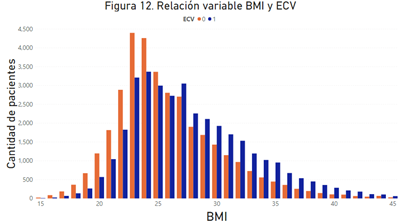 Figura 12. Relación variable BMI y ECV
ECV 0 1
4,500
4,000
3,500
3,000
2,500
2,000
1,500
1,000
500
0
Cantidad de pacientes
15 20 25 30 35 40 45
BMI